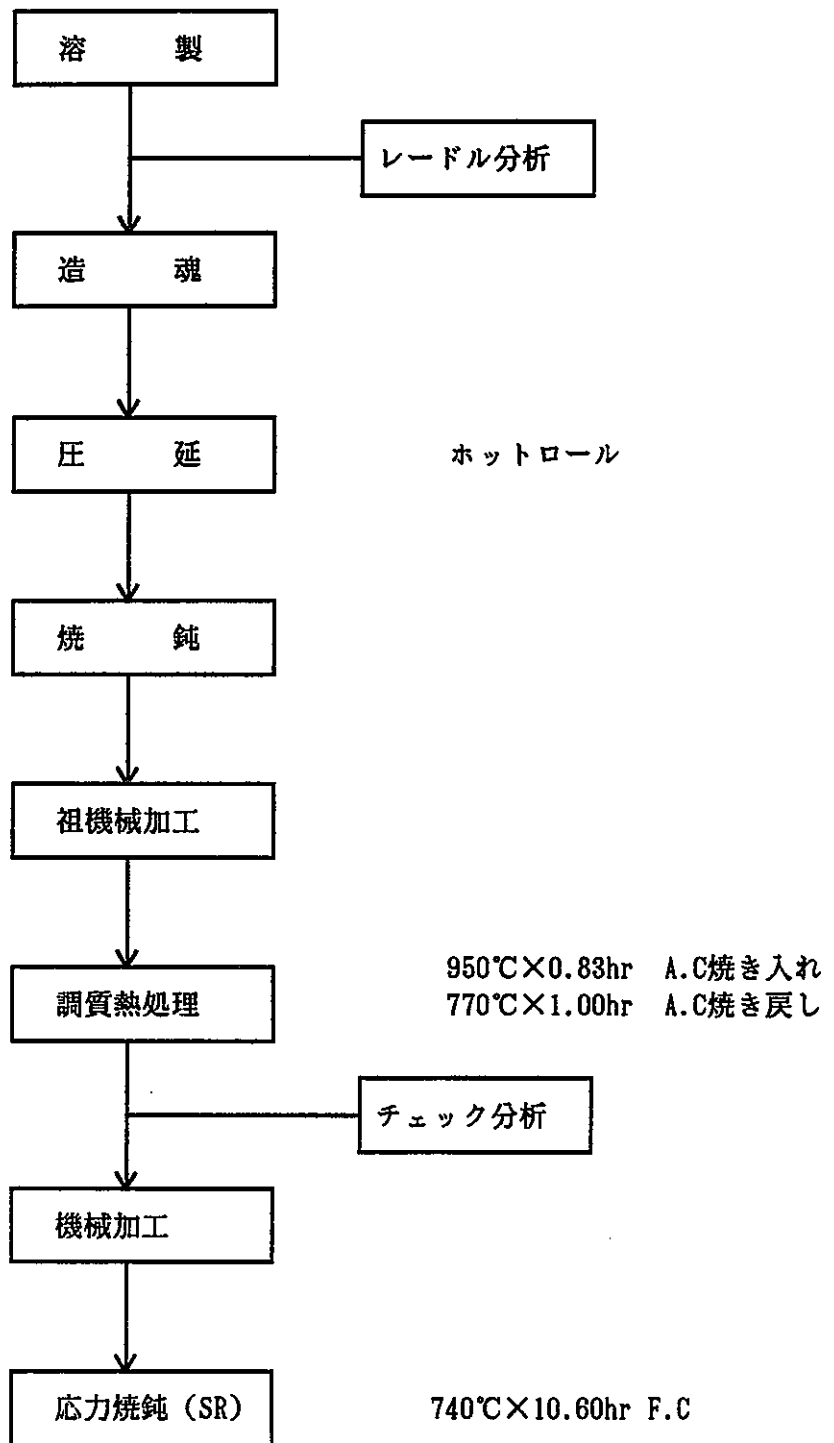 溶　　製
レードル分析
造　　魂
圧　　延
ホットロール
焼　　鈍
祖機械加工
950℃×0.83hr　A.C焼き入れ
調質熱処理
770℃×1.00hr　A.C焼き戻し
チェック分析
機械加工
応力焼鈍（SR）
740℃×10.60hr F.C